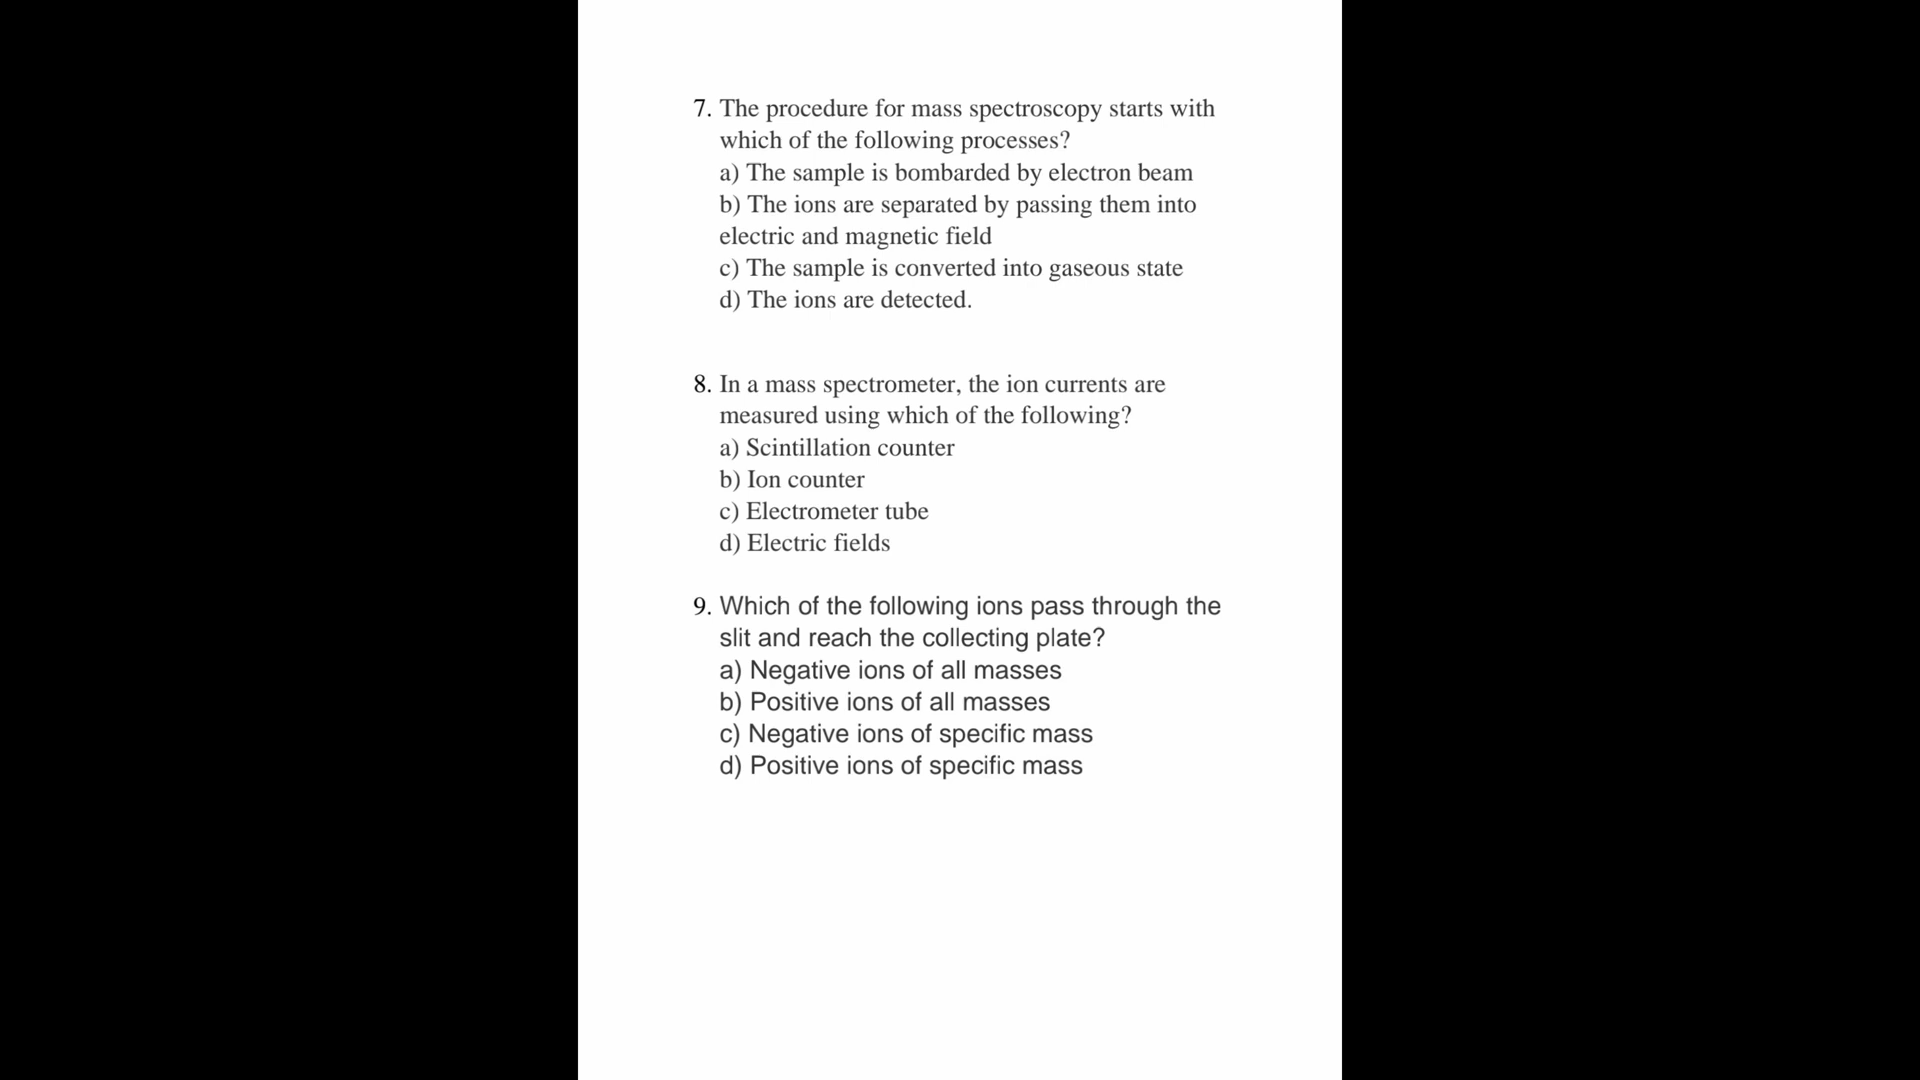 7. The procedure for mass spectroscopy starts with
which of the following processes?
a) The sample is bombarded by electron beam
b) The ions are separated by passing them into
electric and magnetic field
c) The sample is converted into gaseous state
d) The ions are detected.
8. In a mass spectrometer, the ion currents are
measured using which of the following?
a) Scintillation counter
b) Ion counter
c) Electrometer tube
d) Electric fields
9. Which of the following ions pass through the
slit and reach the collecting plate?
a) Negative ions of all masses
b) Positive ions of all masses
c) Negative ions of specific mass
d) Positive ions of specific mass